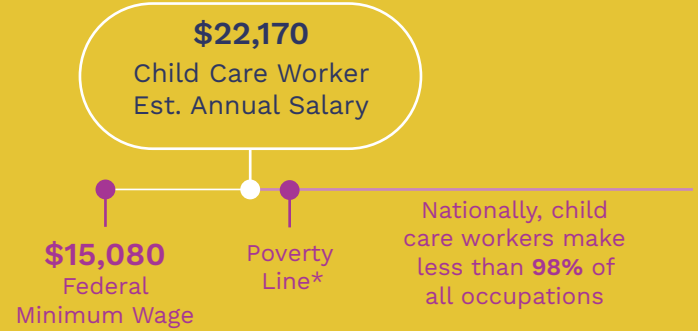 $22,170
Child Care Worker
Est. Annual Salary
$15,080
Federal
Minimum Wage
Poverty
Line*
Nationally, child
care workers make
less than 98% of
all occupations